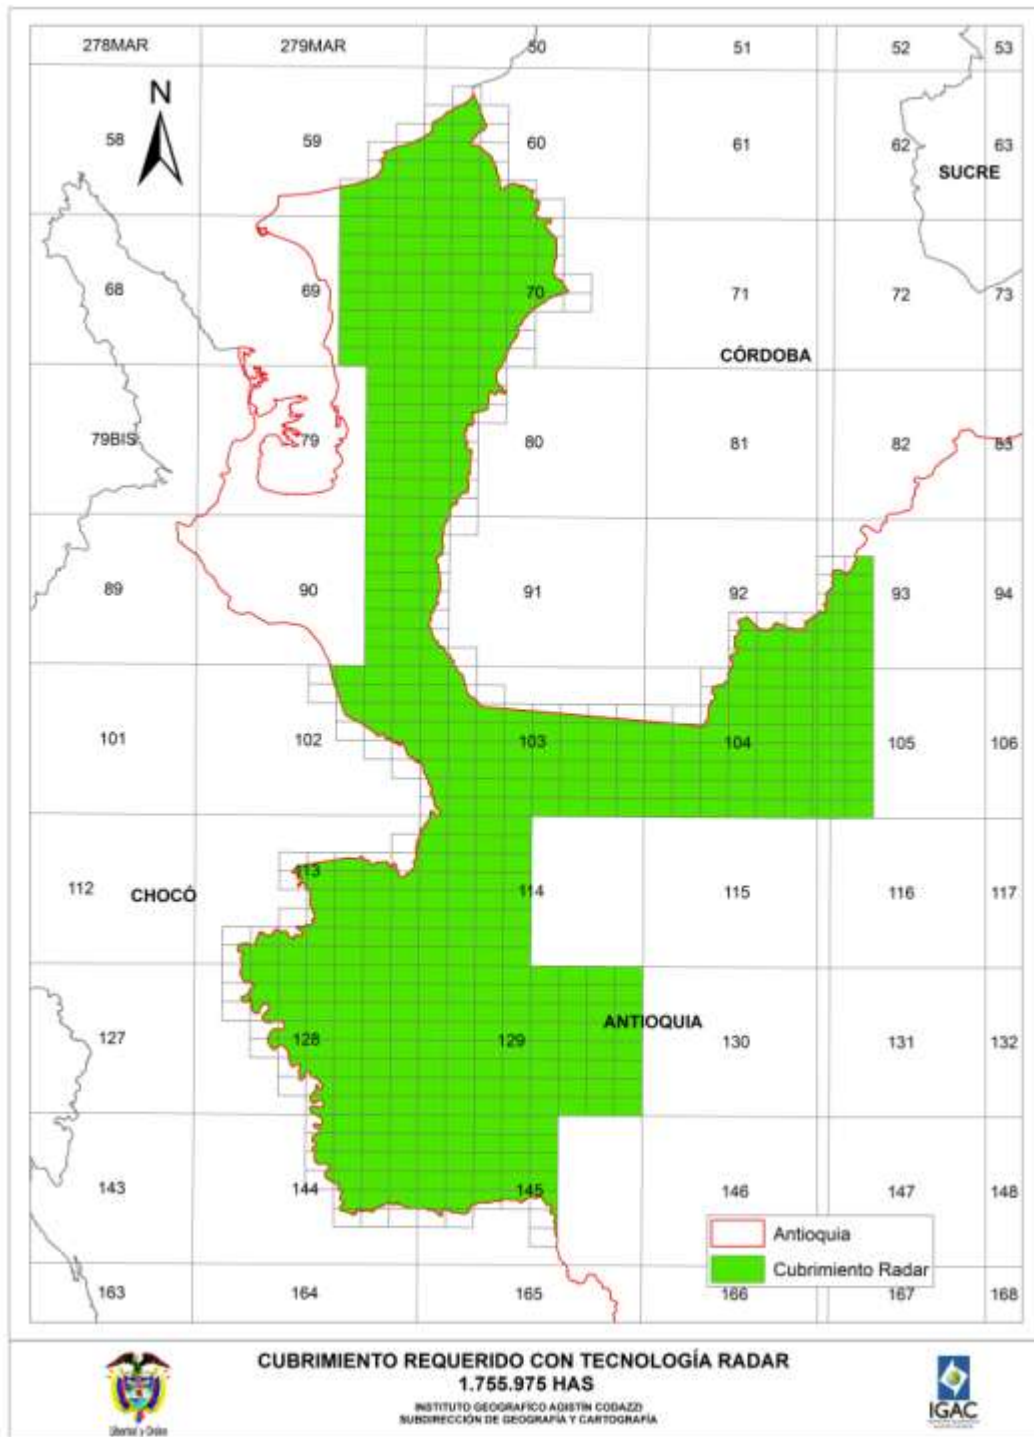 278MAR 279MAR 50 51 52 53
N
58 59 60 61 62 63
SUCRE
68 69 70 71 72 73
CÓRDOBA
79BIS 79 80 81 82 83
89 90 91 92 93 94
101 102 103 104 105 106
113
112 114 115 116 117
CHOCÓ
ANTIOQUIA
127 128 129 130 131 132
143 144 145 146 147 148
Antioquia
Cubrimiento Radar
163 164 165 166 167 168
CUBRIMIENTO REQUERIDO CON TECNOLOGÍA RADAR
1.755.975 HAS
INSTITUTO GEOGRAFICO AGISTÍN CODAZZI
SUBDIRECCIÓN DE GEOGRAFÍA Y CARTOGRAFÍA
Libertad y Orden
IGAC